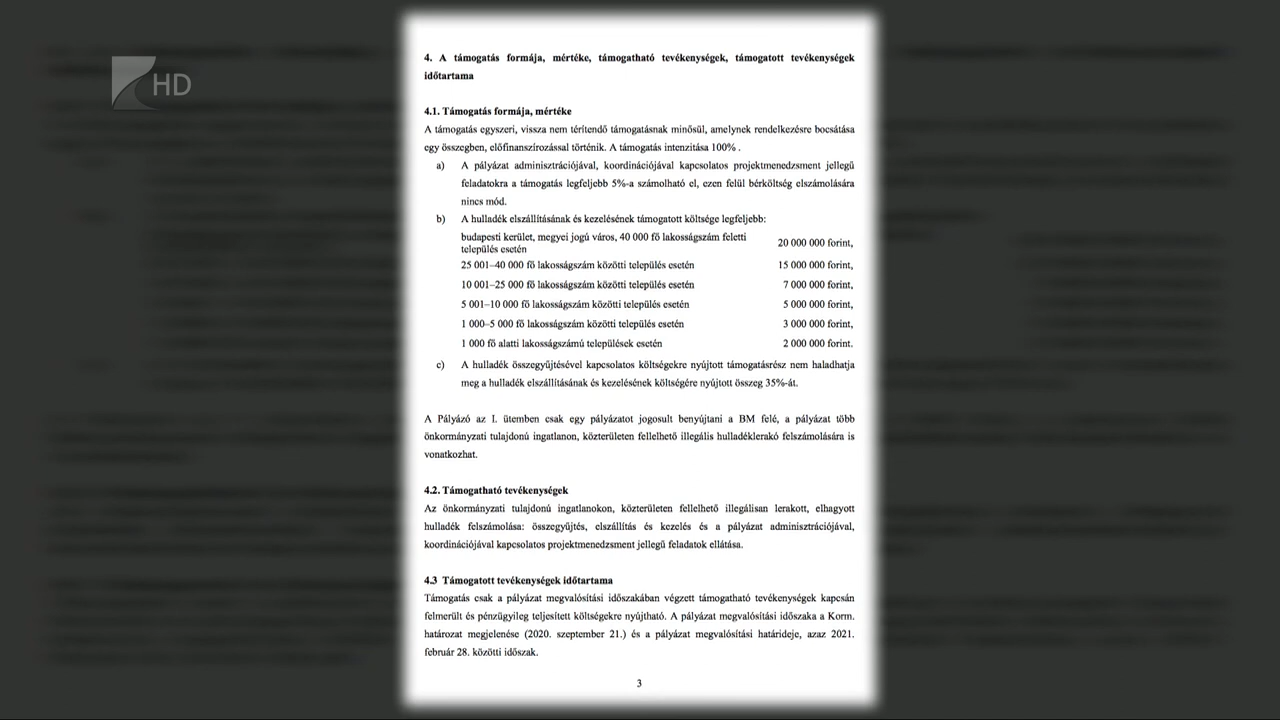 HD
4. A támogatás formája, mértéke, támogatható tevékenységek, támogatott tevékenységek
időtartama
4.1. Támogatás formája, mértéke
A támogatás egyszeri, vissza nem térítendő támogatásnak minősül, amelynek rendelkezésre bocsátása
egy összegben, előfinanszírozással történik. A támogatás intenzitása 100% .
a) A pályázat adminisztrációjával, koordinációjával kapcsolatos projektmenedzsment jellegű
feladatokra a támogatás legfeljebb 5%-a számolható el, ezen felül bérköltség elszámolására
nincs mód.
b) A hulladék elszállításának és kezelésének támogatott költsége legfeljebb:
budapesti kerület, megyei jogú város, 40 000 fő lakosságszám feletti
település esetén 20 000 000 forint,
25 001–40 000 fő lakosságszám közötti település esetén 15 000 000 forint,
10 001–25 000 fő lakosságszám közötti település esetén 7 000 000 forint,
5 001–10 000 fő lakosságszám közötti település esetén 5 000 000 forint,
1 000–5 000 fő lakosságszám közötti település esetén 3 000 000 forint,
1 000 fő alatti lakosságszámú települések esetén 2 000 000 forint.
c) A hulladék összegyűjtésével kapcsolatos költségekre nyújtott támogatásrész nem haladhatja
meg a hulladék elszállításának és kezelésének költségére nyújtott összeg 35%-át.
A Pályázó az I. ütemben csak egy pályázatot jogosult benyújtani a BM felé, a pályázat több
önkormányzati tulajdonú ingatlanon, közterületen fellelhető illegális hulladéklerakó felszámolására is
vonatkozhat.
4.2. Támogatható tevékenységek
Az önkormányzati tulajdonú ingatlanokon, közterületen fellelhető illegálisan lerakott, elhagyott
hulladék felszámolása: összegyűjtés, elszállítás és kezelés és a pályázat adminisztrációjával,
koordinációjával kapcsolatos projektmenedzsment jellegű feladatok ellátása.
4.3 Támogatott tevékenységek időtartama
Támogatás csak a pályázat megvalósítási időszakában végzett támogatható tevékenységek kapcsán
felmerült és pénzügyileg teljesített költségekre nyújtható. A pályázat megvalósítási időszaka a Korm.
határozat megjelenése (2020. szeptember 21.) és a pályázat megvalósítási határideje, azaz 2021.
február 28. közötti időszak.
3